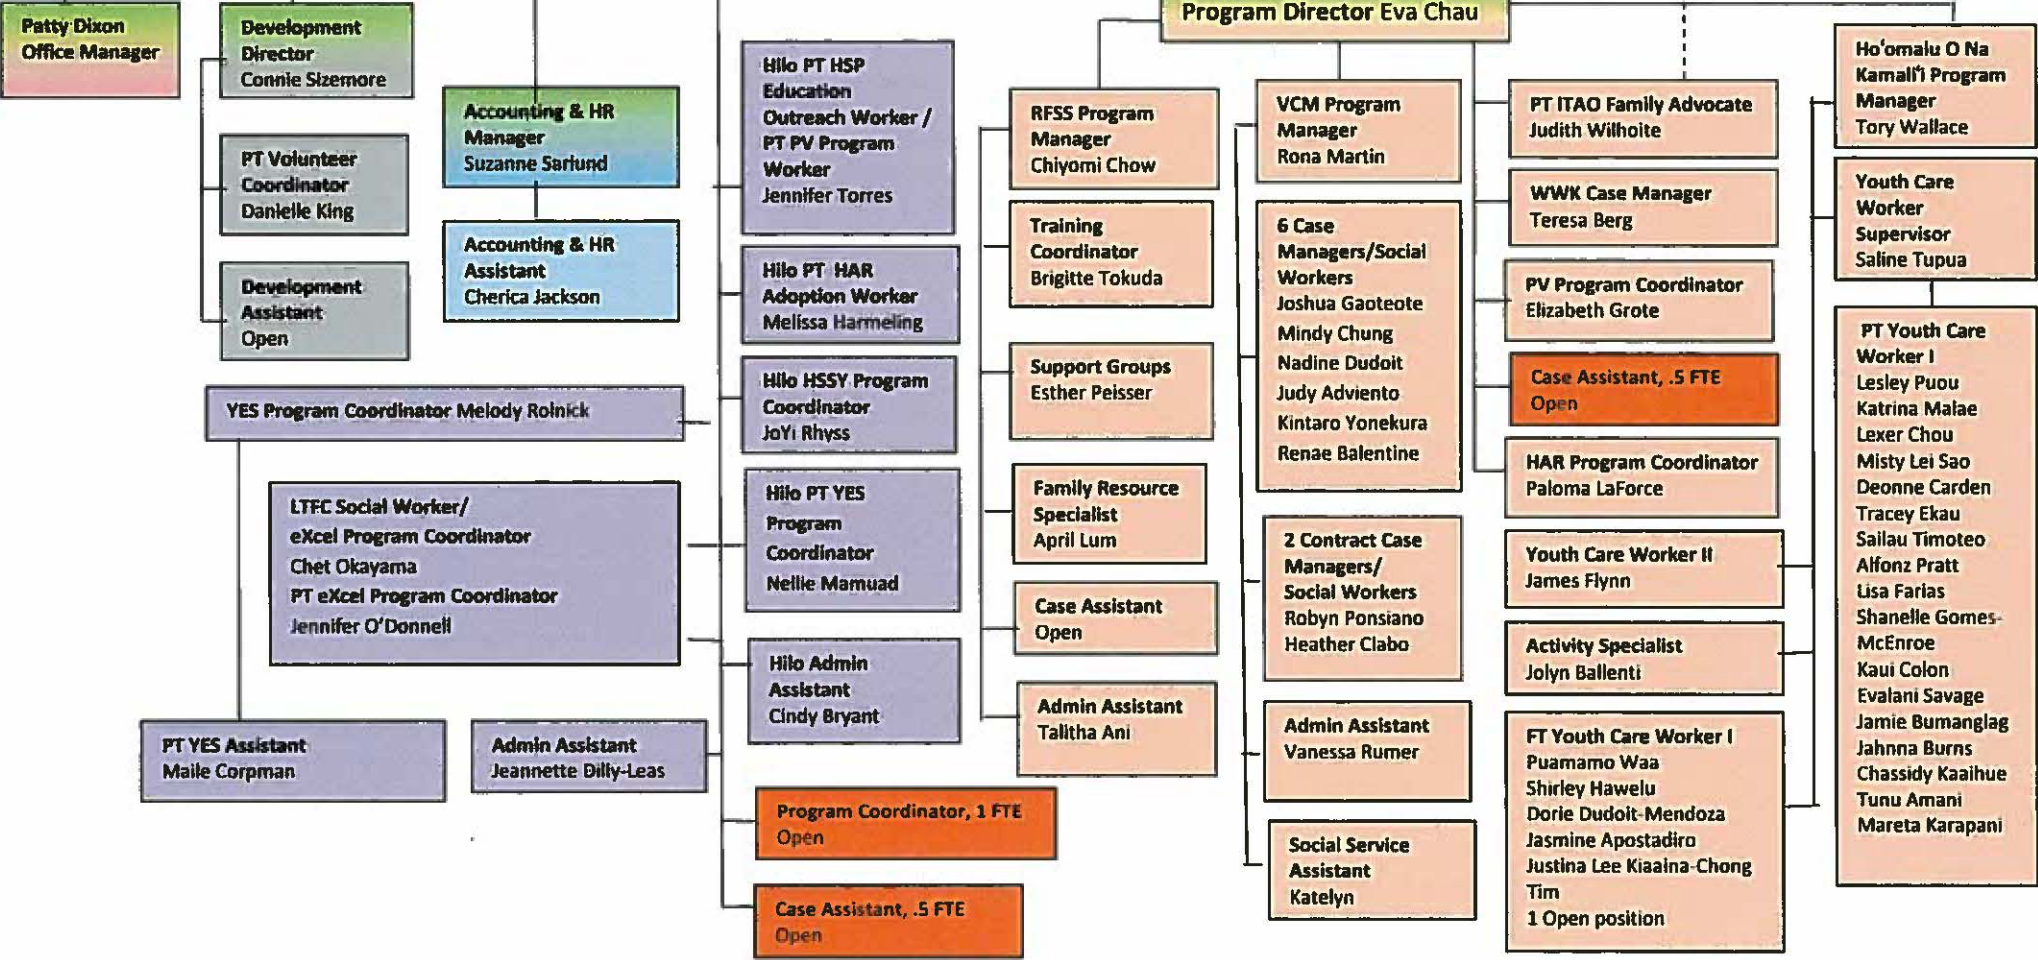 Patty Dixon
Office Manager
Development
Director
Connie Sizemore
PT Volunteer
Coordinator
Danielle King
Development
Assistant
Open
Accounting & HR
Manager
Suzanne Sarlund
Accounting & HR
Assistant
Cherica Jackson
YES Program Coordinator Melody Rolnick
LTFC Social Worker/
eXcel Program Coordinator
Chet Okayama
PT eXcel Program Coordinator
Jennifer O'Donnell
PT YES Assistant
Maile Corpman
Admin Assistant
Jeannette Dilly-Leas
Hilo PT HSP
Education
Outreach Worker /
PT PV Program
Worker
Jennifer Torres
Hilo PT HAR
Adoption Worker
Melissa Harmeling
Hilo HSSY Program
Coordinator
JoYi Rhyss
Hilo PT YES
Program
Coordinator
Nellie Mamuad
Hilo Admin
Assistant
Cindy Bryant
Program Coordinator, 1 FTE
Open
Case Assistant, .5 FTE
Open
Program Director Eva Chau
RFSS Program
Manager
Chiyomi Chow
Training
Coordinator
Brigitte Tokuda
Support Groups
Esther Peisser
Family Resource
Specialist
April Lum
Case Assistant
Open
Admin Assistant
Talitha Ani
VCM Program
Manager
Rona Martin
6 Case
Managers/Social
Workers
Joshua Gaoteote
Mindy Chung
Nadine Dudoit
Judy Adviento
Kintaro Yonekura
Renae Balentine
2 Contract Case
Managers/
Social Workers
Robyn Ponsiano
Heather Clabo
Admin Assistant
Vanessa Rumer
Social Service
Assistant
Katelyn
PT ITAO Family Advocate
Judith Wilhoite
WWK Case Manager
Teresa Berg
PV Program Coordinator
Elizabeth Grote
Case Assistant, .5 FTE
Open
HAR Program Coordinator
Paloma LaForce
Youth Care Worker II
James Flynn
Activity Specialist
Jolyn Ballenti
FT Youth Care Worker I
Puamamo Waa
Shirley Hawelu
Dorie Dudoit-Mendoza
Jasmine Apostadiro
Justina Lee Kiaaina-Chong
Tim
1 Open position
Ho'omalu O Na
Kamali'i Program
Manager
Tory Wallace
Youth Care
Worker
Supervisor
Saline Tupua
PT Youth Care
Worker I
Lesley Puou
Katrina Malae
Lexer Chou
Misty Lei Sao
Deonne Carden
Tracey Ekau
Sailau Timoteo
Alfonz Pratt
Lisa Farias
Shanelle Gomes-
McEnroe
Kaui Colon
Evalani Savage
Jamie Bumanglag
Jahnna Burns
Chassidy Kaaihue
Tunu Amani
Mareta Karapani